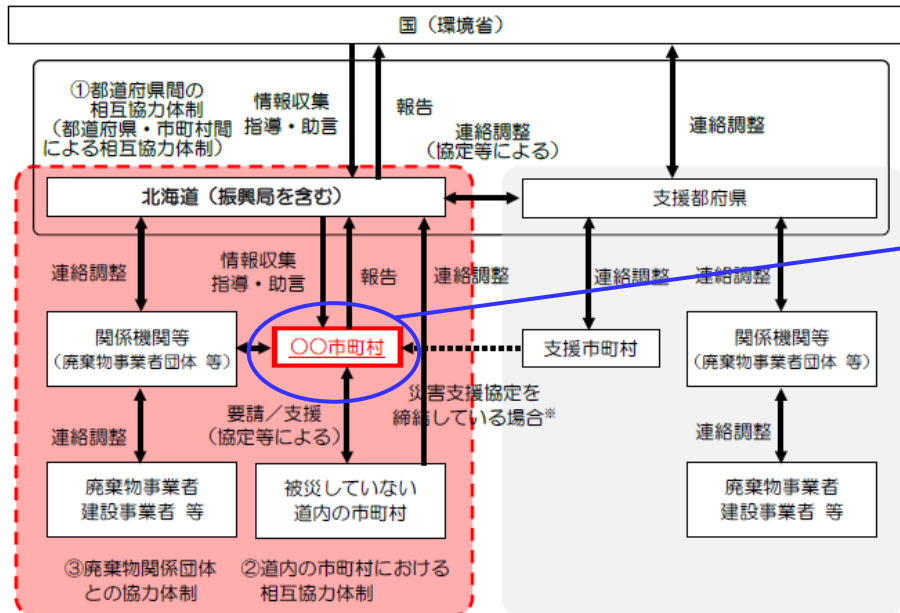 国（環境省）
①都道府県間の
相互協力体制
（都道府県・市町村間
による相互協力体制）
情報収集
指導・助言
報告
連絡調整
（協定等による）
連絡調整
北海道（振興局を含む）
支援都府県
連絡調整
情報収集
指導・助言
報告
連絡調整
連絡調整
連絡調整
関係機関等
（廃棄物事業者団体 等）
〇〇市町村
支援市町村
関係機関等
（廃棄物事業者団体 等）
連絡調整
要請／支援
（協定等による）
災害支援協定を
締結している場合※
連絡調整
廃棄物事業者
建設事業者 等
被災していない
道内の市町村
廃棄物事業者
建設事業者 等
③廃棄物関係団体
との協力体制
②道内の市町村における
相互協力体制